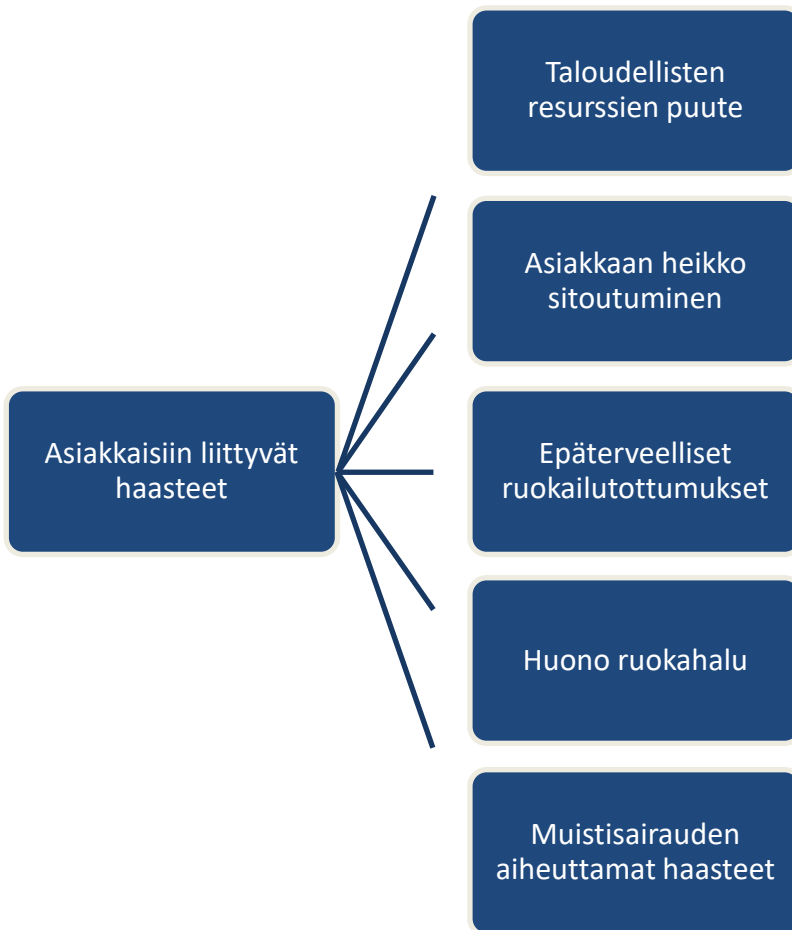 Taloudellisten
resurssien puute
Asiakkaan heikko
sitoutuminen
Asiakkaisiin liittyvät
haasteet
Epäterveelliset
ruokailutottumukset
Huono ruokahalu
Muistisairauden
aiheuttamat haasteet